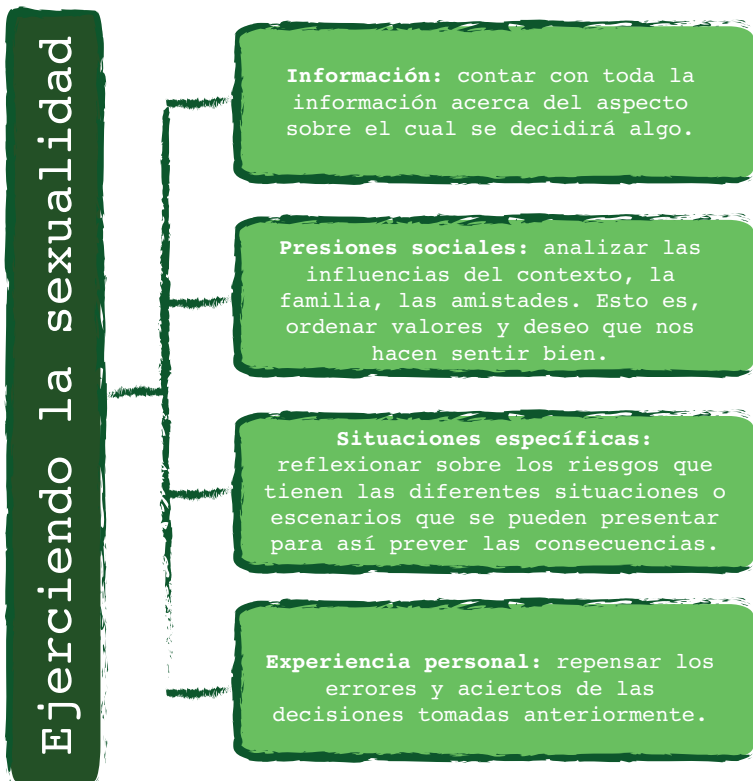 Ejerciendo la sexualidad
Información: contar con toda la
información acerca del aspecto
sobre el cual se decidirá algo.
Presiones sociales: analizar las
influencias del contexto, la
familia, las amistades. Esto es,
ordenar valores y deseo que nos
hacen sentir bien.
Situaciones específicas:
reflexionar sobre los riesgos que
tienen las diferentes situaciones o
escenarios que se pueden presentar
para así prever las consecuencias.
Experiencia personal: repensar los
errores y aciertos de las
decisiones tomadas anteriormente.